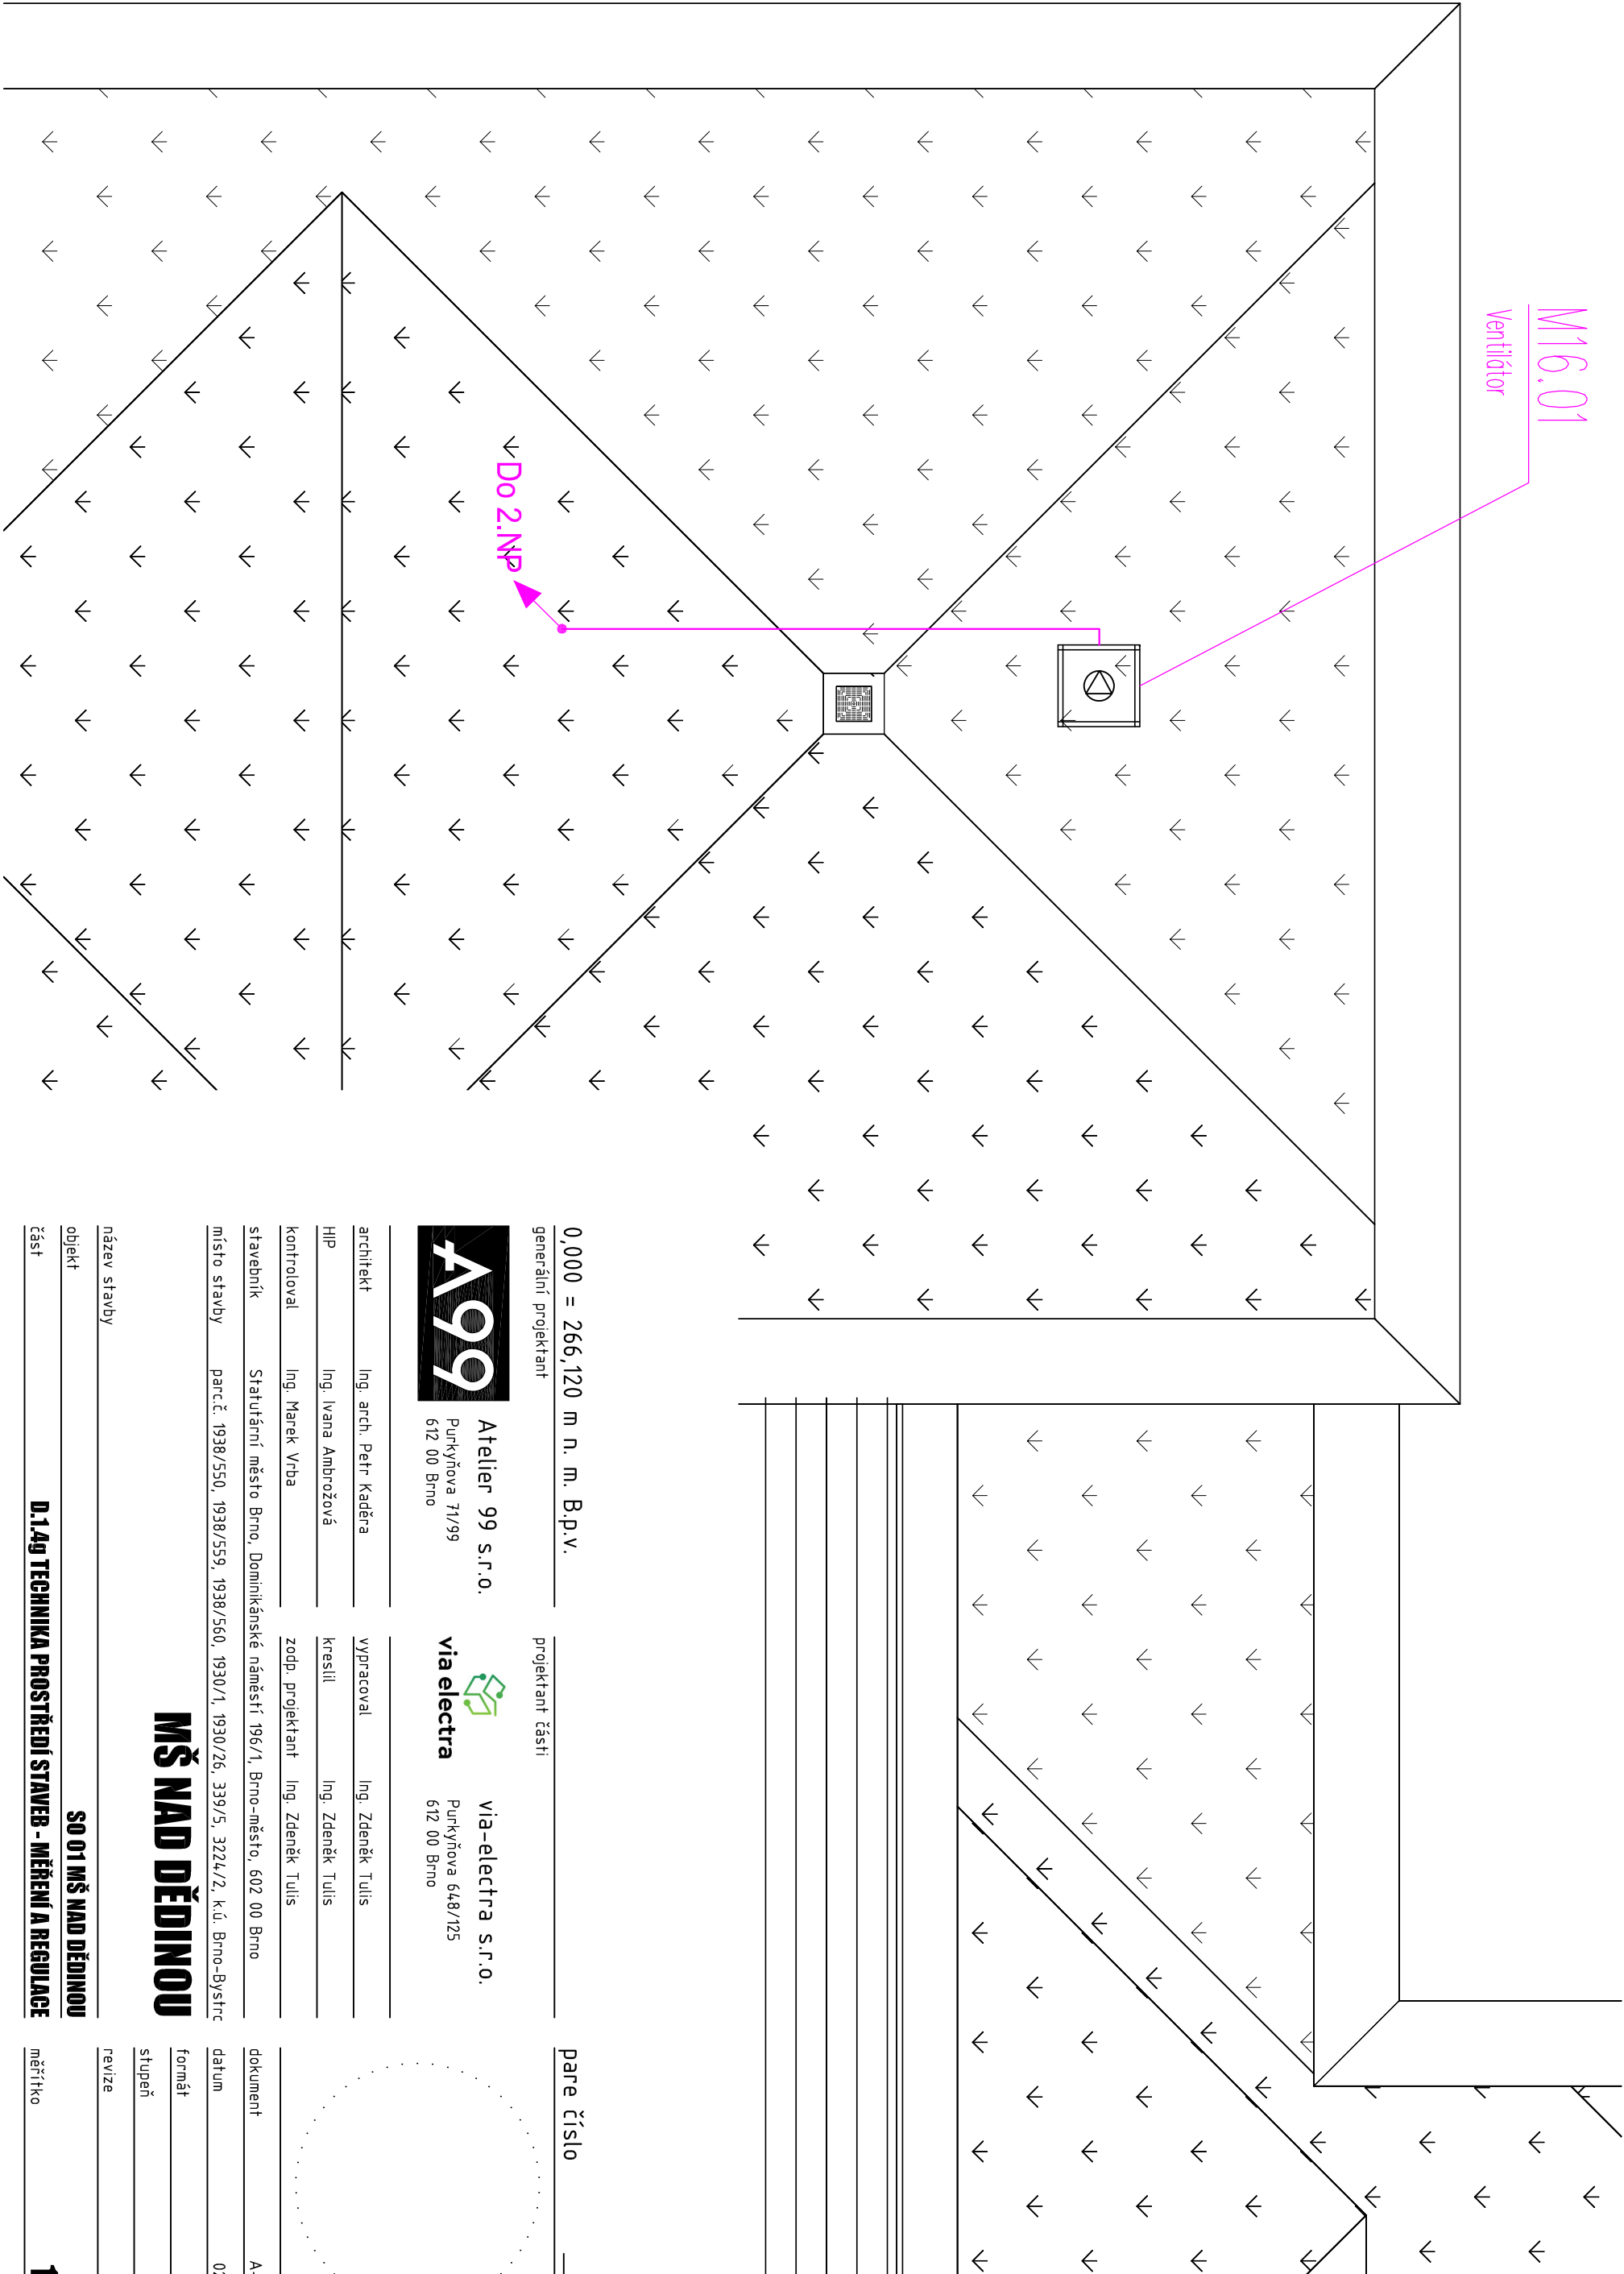 M16.01
Ventilátor
Do 2.NP
0,000 = 266,120 m n. m. B.p.v.
generální projektant
A99
Atelier 99 s.r.o.
Purkyňova 71/99
612 00 Brno
projektant části
via electra
via-electra s.r.o.
Purkyňova 648/125
612 00 Brno
architekt Ing. arch. Petr Kaděra
vypracoval Ing. Zdeněk Tulis
HIP Ing. Ivana Ambrožová
kreslil Ing. Zdeněk Tulis
kontroloval Ing. Marek Vrba
zodp. projektant Ing. Zdeněk Tulis
stavebník Statutární město Brno, Dominikánské náměstí 196/1, Brno-město, 602 00 Brno
místo stavby parc.č. 1938/550, 1938/559, 1938/560, 1930/1, 1930/26, 339/5, 3224/2, k.ú. Brno-Bystrc
název stavby
MŠ NAD DĚDINOU
objekt
SO 01 MŠ NAD DĚDINOU
část
D.1.4g TECHNIKA PROSTŘEDÍ STAVEB - MĚŘENÍ A REGULACE
pare číslo
dokument
datum
formát
stupeň
revize
měřítko